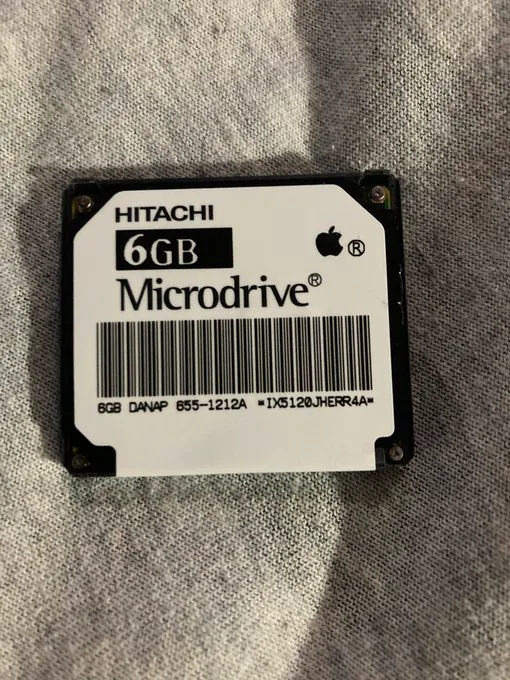 HITACHI
6GB
®
Microdrive®
6GB DANAP 655-1212A *IX5120JHERR4A*